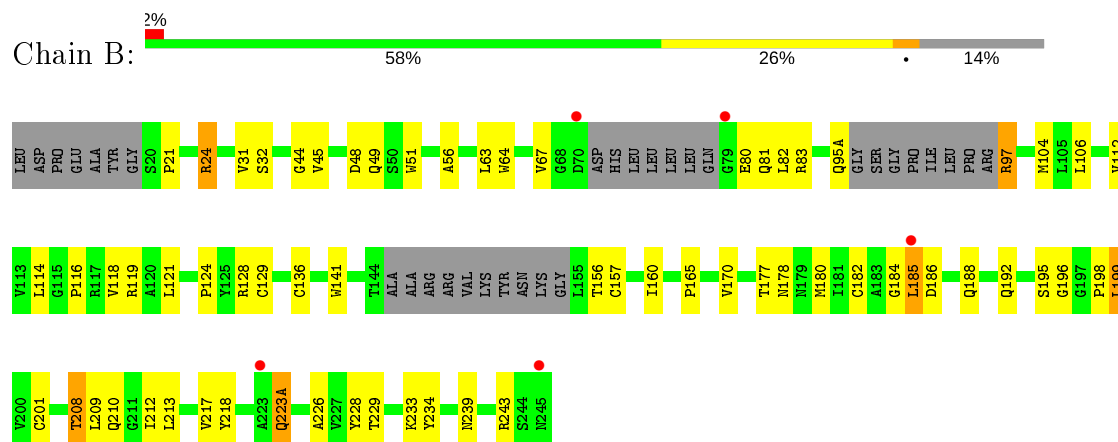 2%
Chain B:
58% 26% • 14%
LEU ASP PRO GLU ALA TYR GLY S20 P21 R24 V31 S32 G44 V45 D48 Q49 S50 W51 A56 L63 W64 V67 G68 D70 ASP HIS LEU LEU LEU LEU GLN G79 E80 Q81 L82 R83 Q95A GLY SER GLY PRO ILE LEU PRO ARG R97 M104 L105 L106
V113 L114 G115 P116 R117 V118 R119 A120 L121 P124 Y125 R128 C129 C136 W141 T144 ALA ALA ARG ARG VAL LYS TYR ASN LYS GLY L155 T156 C157 I160 P165 V170 T177 N178 N179 M180 I181 C182 A183 G184 L185 D186 Q188 Q192 S195 G196 G197 P198
V200 C201 T208 L209 Q210 G211 I212 L213 V217 Y218 A223 Q223A A226 V227 Y228 T229 K233 Y234 N239 R243 S244 N245